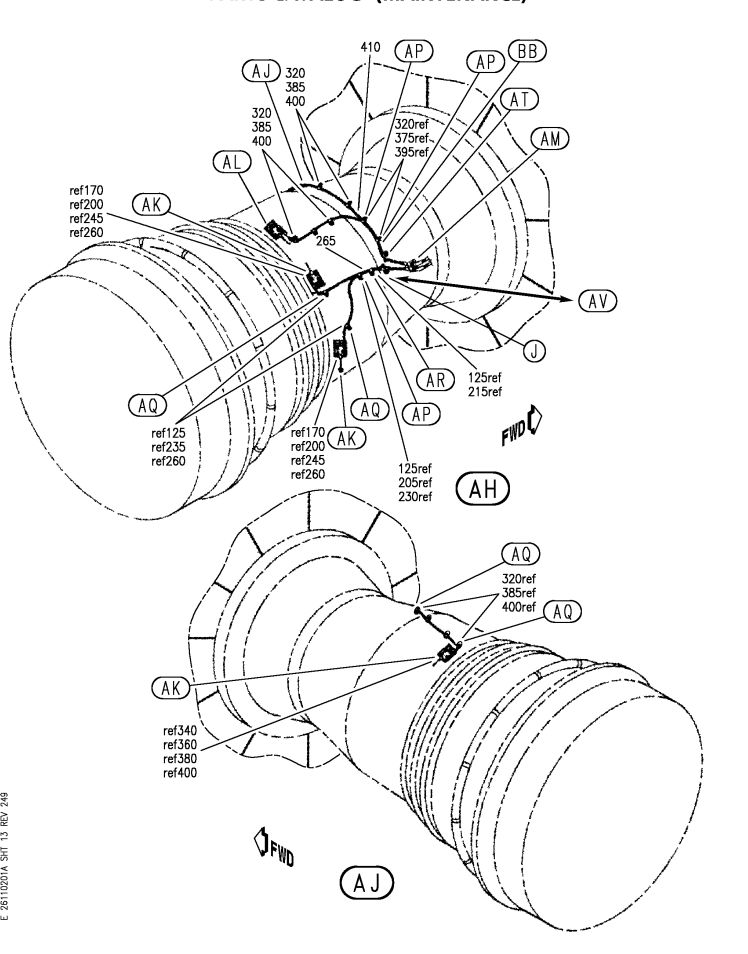 410
AP
BB
AJ
320
385
400
AP
320
385
400
AT
320ref
375ref
395ref
AM
AL
ref170
ref200
ref245
ref260
AK
265
AV
J
AR
125ref
215ref
AQ
AQ
AP
ref125
ref235
ref260
ref170
ref200
ref245
ref260
AK
FWD
125ref
205ref
230ref
AH
AQ
320ref
385ref
400ref
AQ
AK
ref340
ref360
ref380
ref400
FWD
AJ
E 26110201A SHT 13 REV 249